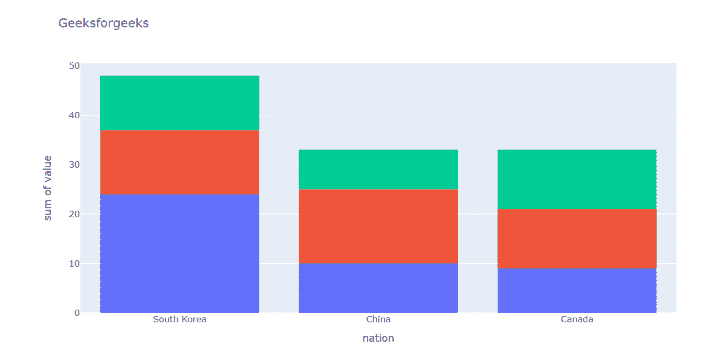 Geeksforgeeks
50
40
30
20
10
0
sum of value
South Korea
China
Canada
nation